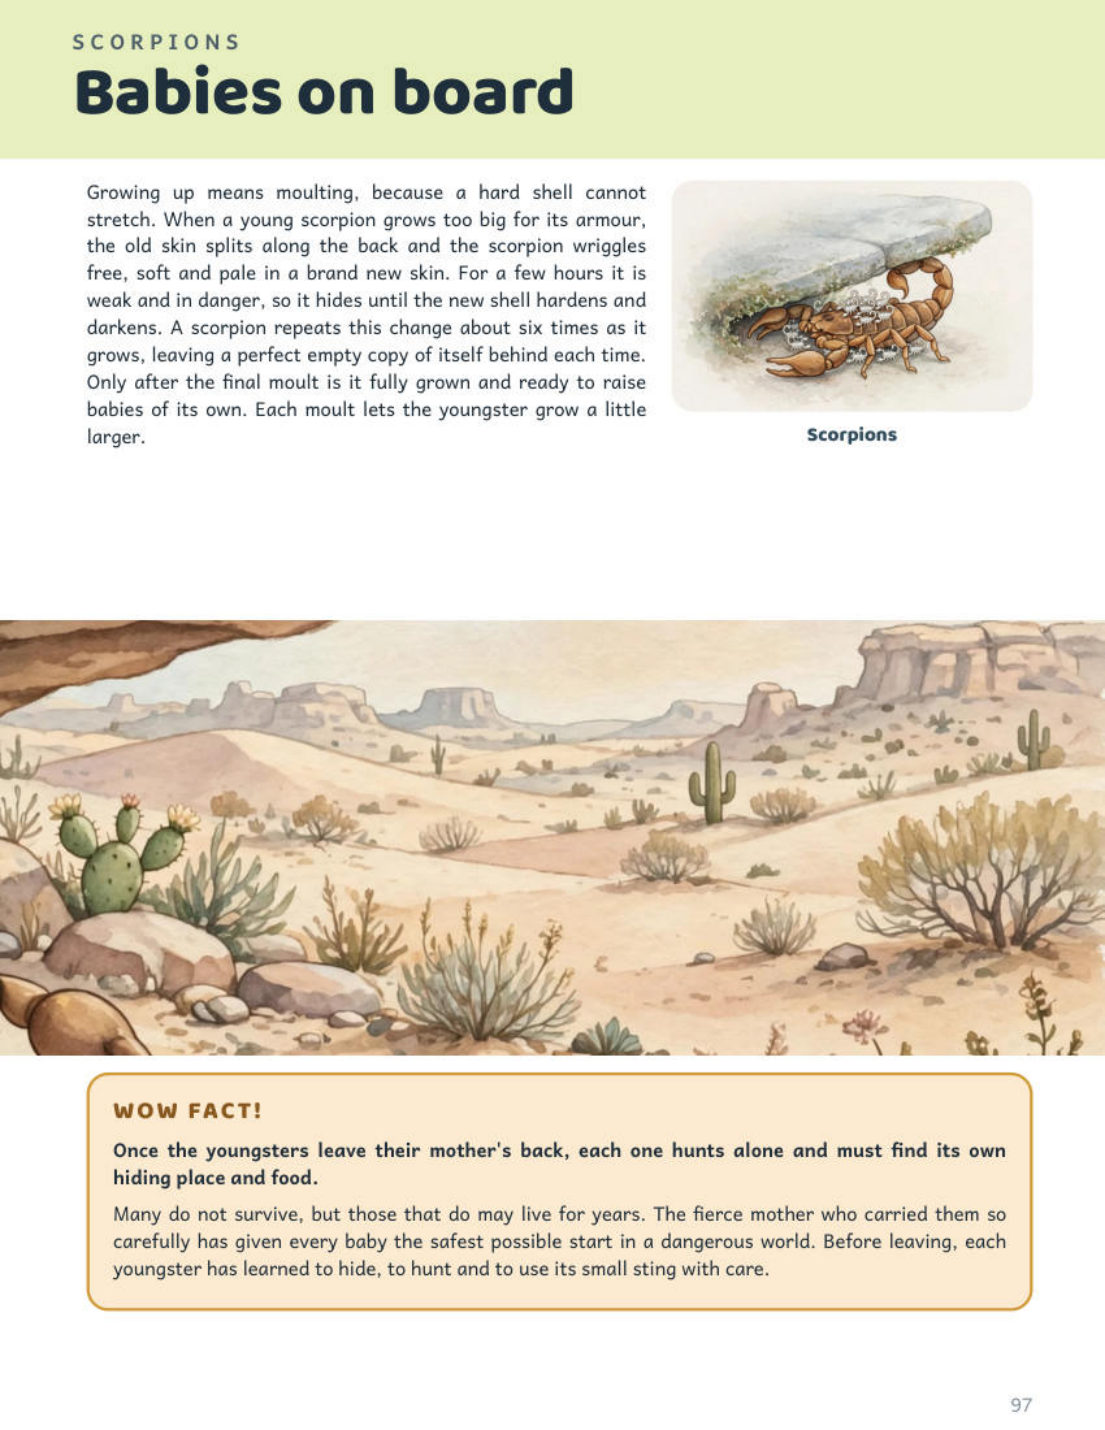 SCORPIONS
Babies on board
Growing up means moulting, because a hard shell cannot
stretch. When a young scorpion grows too big for its armour,
the old skin splits along the back and the scorpion wriggles
free, soft and pale in a brand new skin. For a few hours it is
weak and in danger, so it hides until the new shell hardens and
darkens. A scorpion repeats this change about six times as it
grows, leaving a perfect empty copy of itself behind each time.
Only after the final moult is it fully grown and ready to raise
babies of its own. Each moult lets the youngster grow a little
larger.
Scorpions
WOW FACT!
Once the youngsters leave their mother's back, each one hunts alone and must find its own
hiding place and food.
Many do not survive, but those that do may live for years. The fierce mother who carried them so
carefully has given every baby the safest possible start in a dangerous world. Before leaving, each
youngster has learned to hide, to hunt and to use its small sting with care.
97